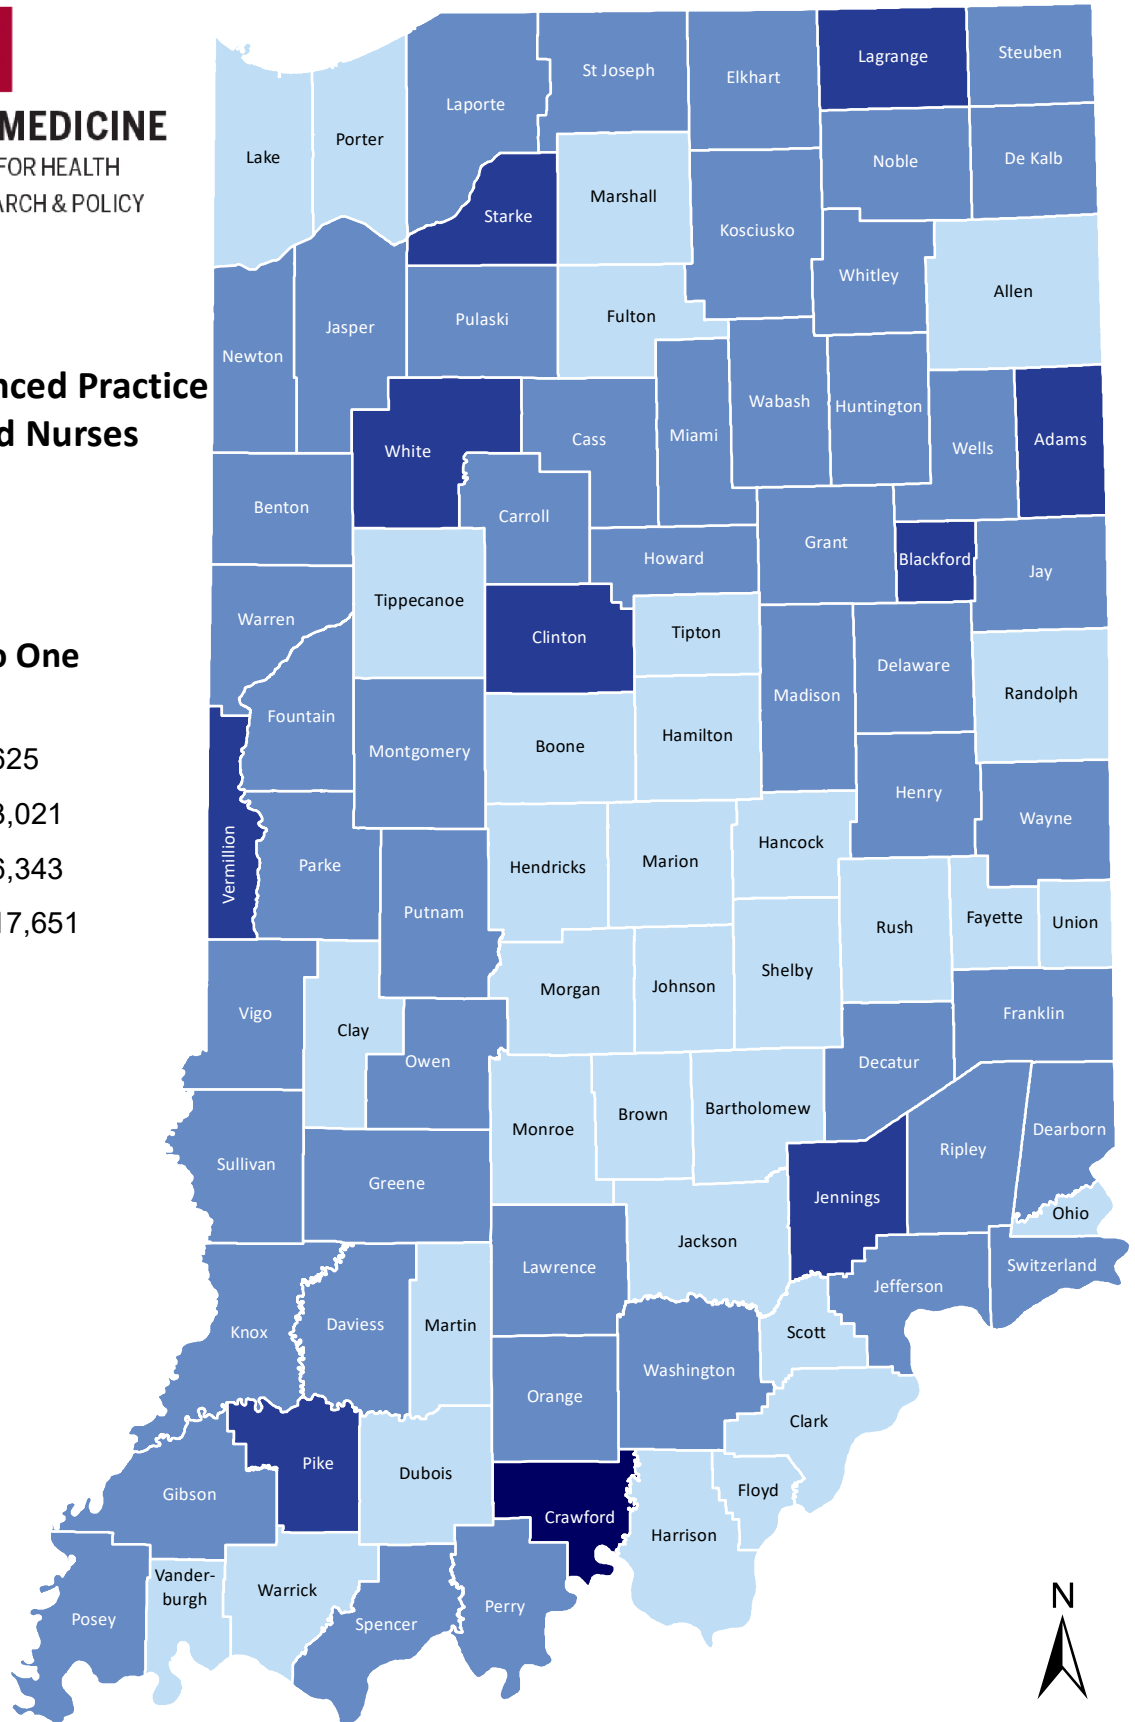 MEDICINE
FOR HEALTH
ARCH & POLICY
nced Practice
d Nurses
o One
625
3,021
6,343
17,651
Lake
Porter
Laporte
St Joseph
Elkhart
Lagrange
Steuben
Starke
Marshall
Kosciusko
Noble
De Kalb
Whitley
Allen
Newton
Jasper
Pulaski
Fulton
White
Cass
Miami
Wabash
Huntington
Wells
Adams
Benton
Carroll
Howard
Grant
Blackford
Jay
Warren
Tippecanoe
Clinton
Tipton
Madison
Delaware
Randolph
Fountain
Montgomery
Boone
Hamilton
Henry
Wayne
Vermillion
Parke
Putnam
Hendricks
Marion
Hancock
Rush
Fayette
Union
Vigo
Clay
Owen
Morgan
Johnson
Shelby
Decatur
Franklin
Sullivan
Greene
Monroe
Brown
Bartholomew
Jennings
Ripley
Dearborn
Ohio
Switzerland
Knox
Daviess
Martin
Lawrence
Jackson
Jefferson
Scott
Orange
Washington
Clark
Gibson
Pike
Dubois
Crawford
Floyd
Harrison
Posey
Vander-
burgh
Warrick
Spencer
Perry
N